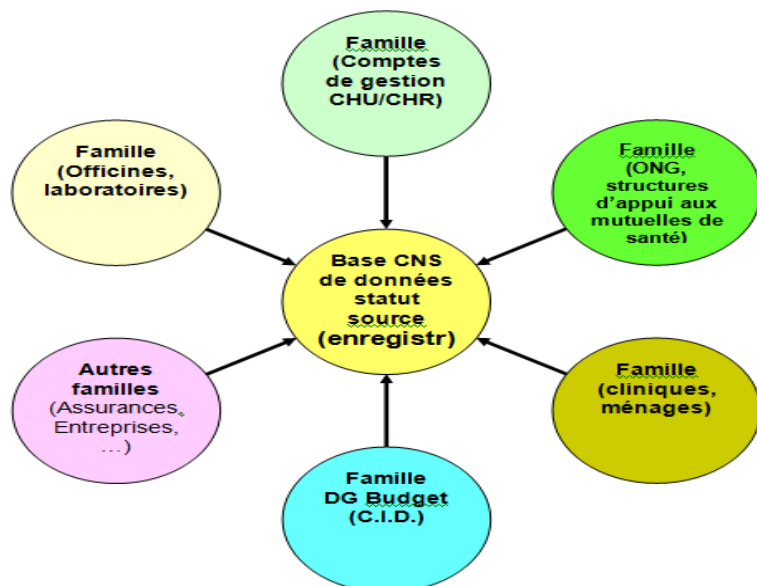 Famille
(Comptes
de gestion
CHU/CHR)
Famille
(Officines,
laboratoires)
Famille
(ONG,
structures
d'appui aux
mutuelles de
santé)
Base CNS
de données
statut
source
(enregistr)
Autres
familles
(Assurances,
Entreprises,
…)
Famille
(cliniques,
ménages)
Famille
DG Budget
(C.I.D.)